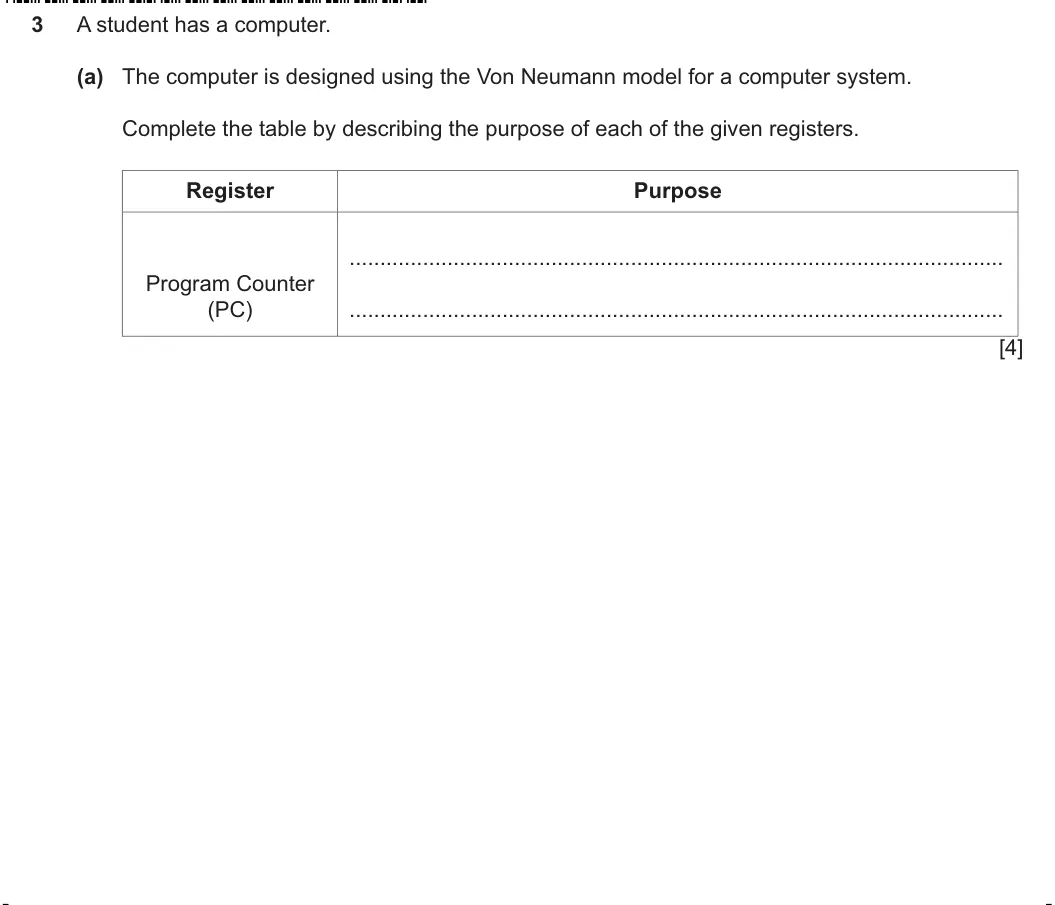 3 A student has a computer.
(a) The computer is designed using the Von Neumann model for a computer system.
Complete the table by describing the purpose of each of the given registers.
Register Purpose
............................................................................................................
Program Counter
(PC)
............................................................................................................
[4]